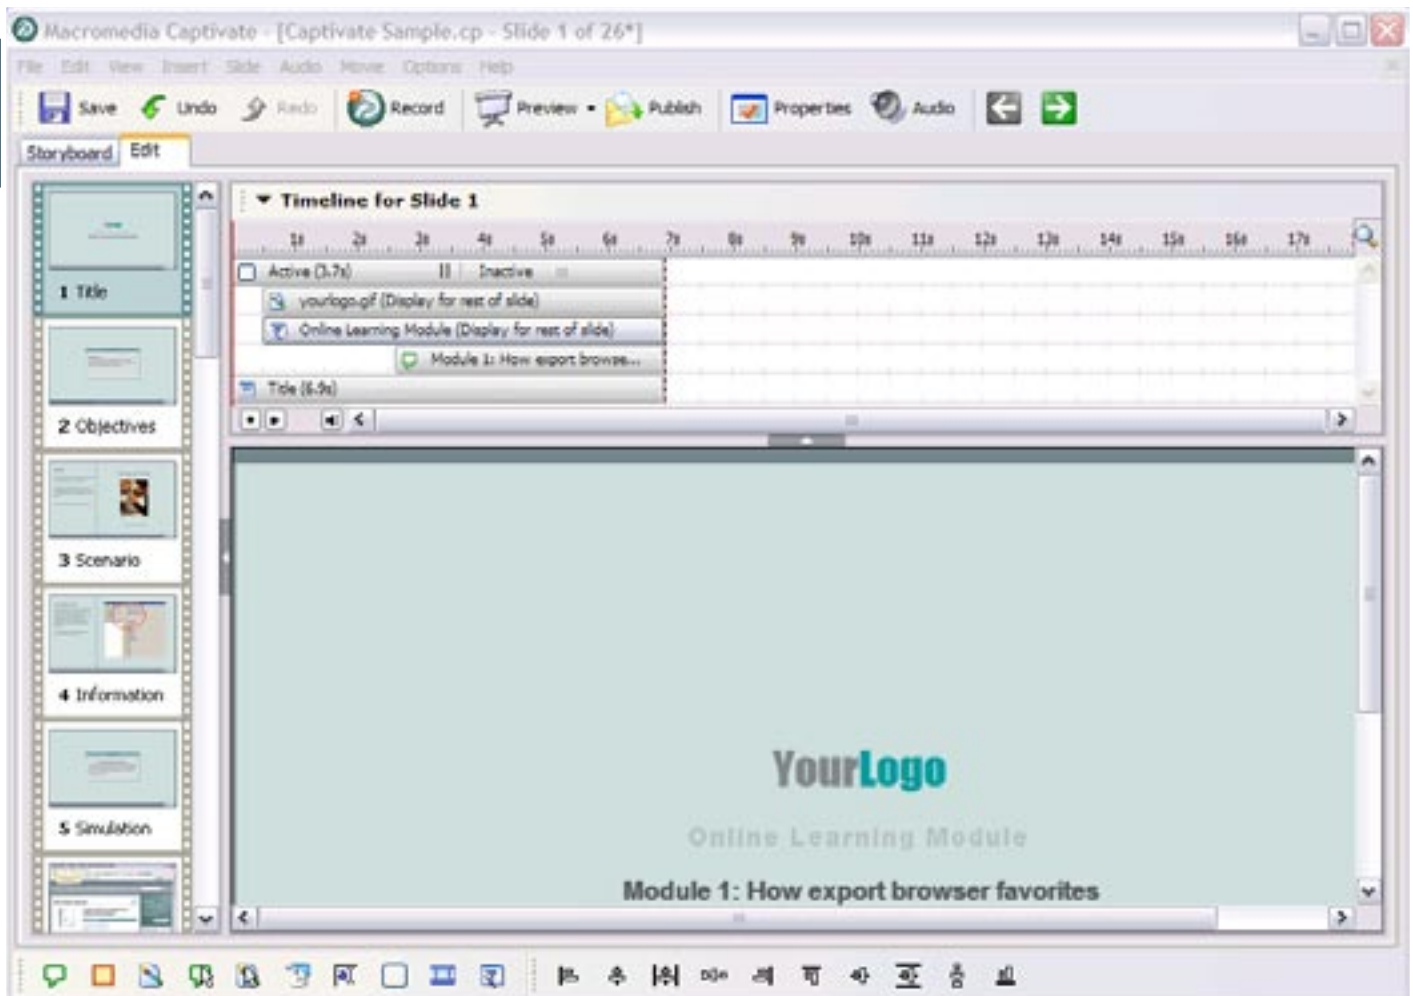 Macromedia Captivate - [Captivate Sample.cp - Slide 1 of 26*]
File Edit View Insert Slide Audio Movie Options Help
Save Undo Redo Record Preview Publish Properties Audio
Storyboard Edit
1 Title
2 Objectives
3 Scenario
4 Information
5 Simulation
Timeline for Slide 1
1s 2s 3s 4s 5s 6s 7s 8s 9s 10s 11s 12s 13s 14s 15s 16s 17s
Active (3.7s) Inactive
yourlogo.gif (Display for rest of slide)
Online Learning Module (Display for rest of slide)
Module 1: How export browse...
Title (6.9s)
YourLogo
Online Learning Module
Module 1: How export browser favorites